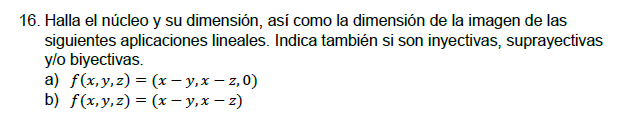 16. Halla el núcleo y su dimensión, así como la dimensión de la imagen de las
siguientes aplicaciones lineales. Indica también si son inyectivas, suprayectivas
y/o biyectivas.
a) f(x,y,z) = (x − y,x − z,0)
b) f(x,y,z) = (x − y,x − z)